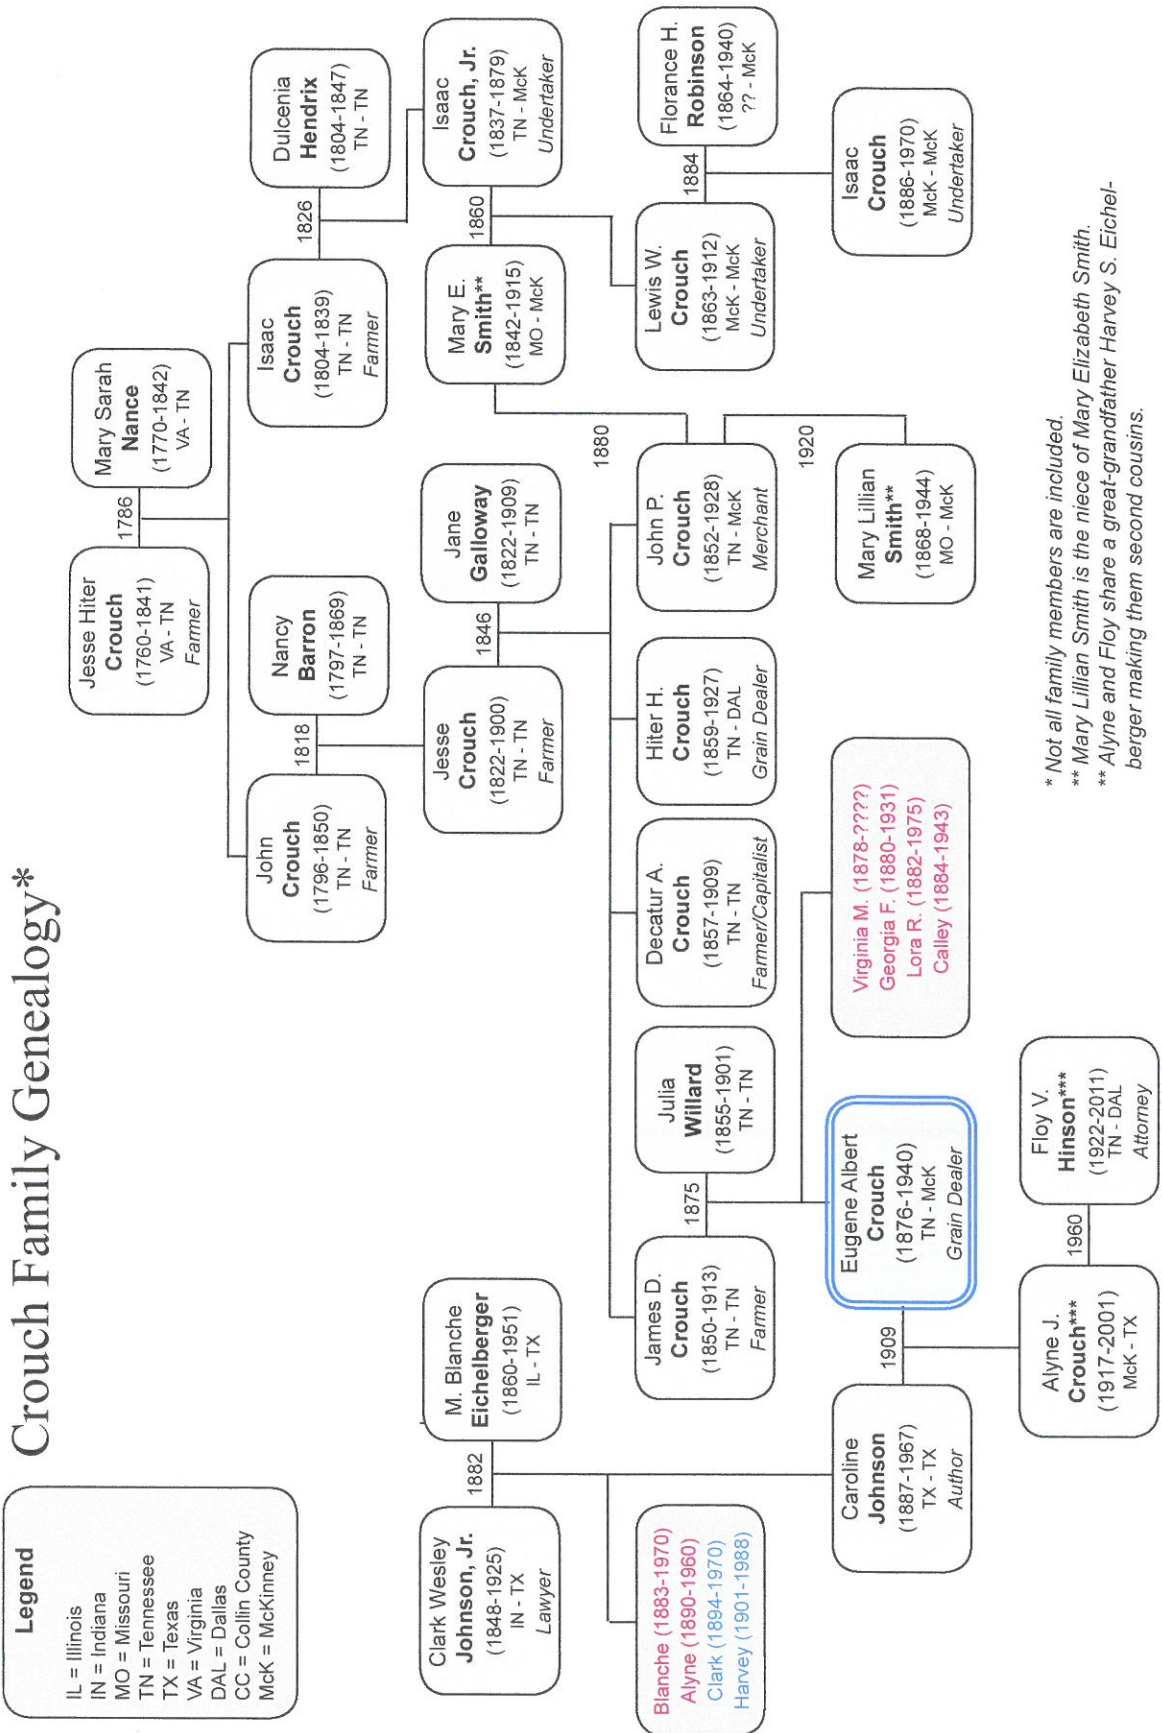 Crouch Family Genealogy*
Legend
IL = Illinois
IN = Indiana
MO = Missouri
TN = Tennessee
TX = Texas
VA = Virginia
DAL = Dallas
CC = Collin County
McK = McKinney
Jesse Hiter
Crouch
(1760-1841)
VA - TN
Farmer
1786
Mary Sarah
Nance
(1770-1842)
VA - TN
John
Crouch
(1796-1850)
TN - TN
Farmer
1818
Nancy
Barron
(1797-1869)
TN - TN
Isaac
Crouch
(1804-1839)
TN - TN
Farmer
1826
Dulcenia
Hendrix
(1804-1847)
TN - TN
Clark Wesley
Johnson, Jr.
(1848-1925)
IN - TX
Lawyer
1882
M. Blanche
Eichelberger
(1860-1951)
IL - TX
Jesse
Crouch
(1822-1900)
TN - TN
Farmer
1846
Jane
Galloway
(1822-1909)
TN - TN
Mary E.
Smith**
(1842-1915)
MO - McK
1860
Isaac
Crouch, Jr.
(1837-1879)
TN - McK
Undertaker
1880
Blanche (1883-1970)
Alyne (1890-1960)
Clark (1894-1970)
Harvey (1901-1988)
James D.
Crouch
(1850-1913)
TN - TN
Farmer
1875
Julia
Willard
(1855-1901)
TN - TN
Decatur A.
Crouch
(1857-1909)
TN - TN
Farmer/Capitalist
Hiter H.
Crouch
(1859-1927)
TN - DAL
Grain Dealer
John P.
Crouch
(1852-1928)
TN - McK
Merchant
Lewis W.
Crouch
(1863-1912)
McK - McK
Undertaker
1884
Florance H.
Robinson
(1864-1940)
?? - McK
1920
Caroline
Johnson
(1887-1967)
TX - TX
Author
1909
Eugene Albert
Crouch
(1876-1940)
TN - McK
Grain Dealer
Virginia M. (1878-????)
Georgia F. (1880-1931)
Lora R. (1882-1975)
Calley (1884-1943)
Mary Lillian
Smith**
(1868-1944)
MO - McK
Isaac
Crouch
(1886-1970)
McK - McK
Undertaker
Alyne J.
Crouch***
(1917-2001)
McK - TX
1960
Floy V.
Hinson***
(1922-2011)
TN - DAL
Attorney
* Not all family members are included.
** Mary Lillian Smith is the niece of Mary Elizabeth Smith.
** Alyne and Floy share a great-grandfather Harvey S. Eichel-
berger making them second cousins.